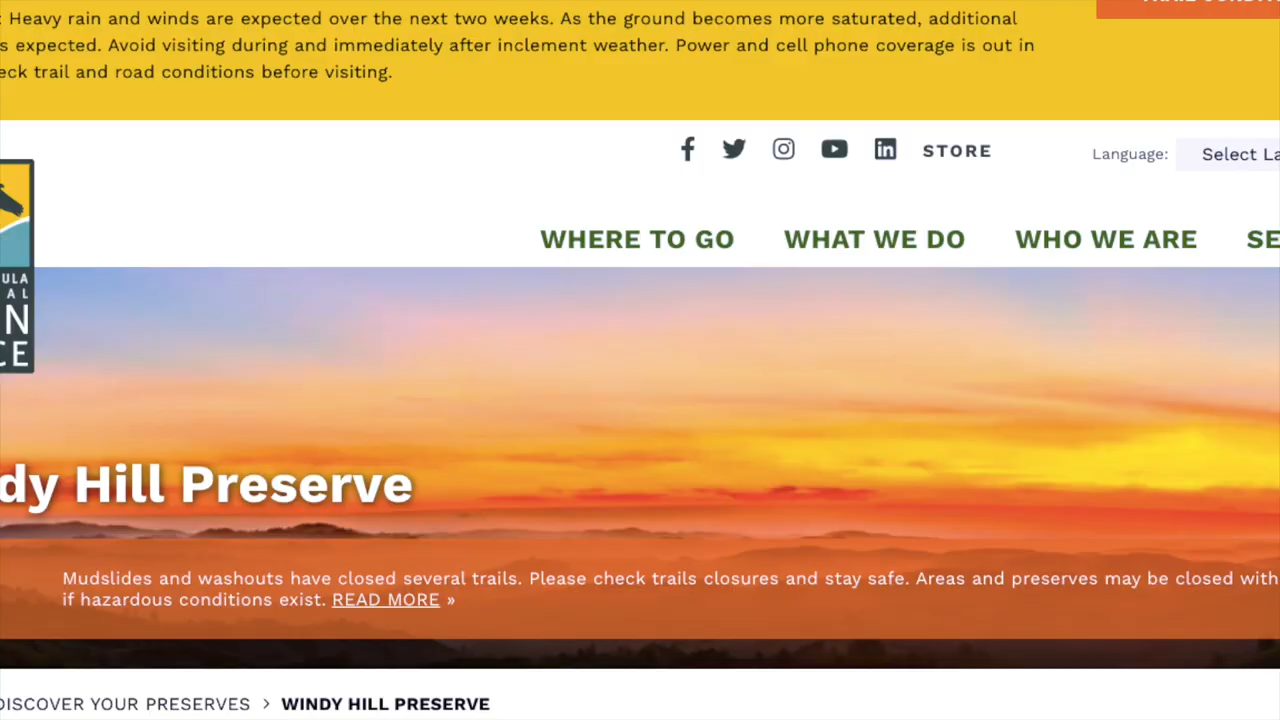 : Heavy rain and winds are expected over the next two weeks. As the ground becomes more saturated, additional
s expected. Avoid visiting during and immediately after inclement weather. Power and cell phone coverage is out in
eck trail and road conditions before visiting.
STORE
Language: Select La
WHERE TO GO WHAT WE DO WHO WE ARE SE
ULA
AL
N
CE
dy Hill Preserve
Mudslides and washouts have closed several trails. Please check trails closures and stay safe. Areas and preserves may be closed with
if hazardous conditions exist. READ MORE »
DISCOVER YOUR PRESERVES > WINDY HILL PRESERVE